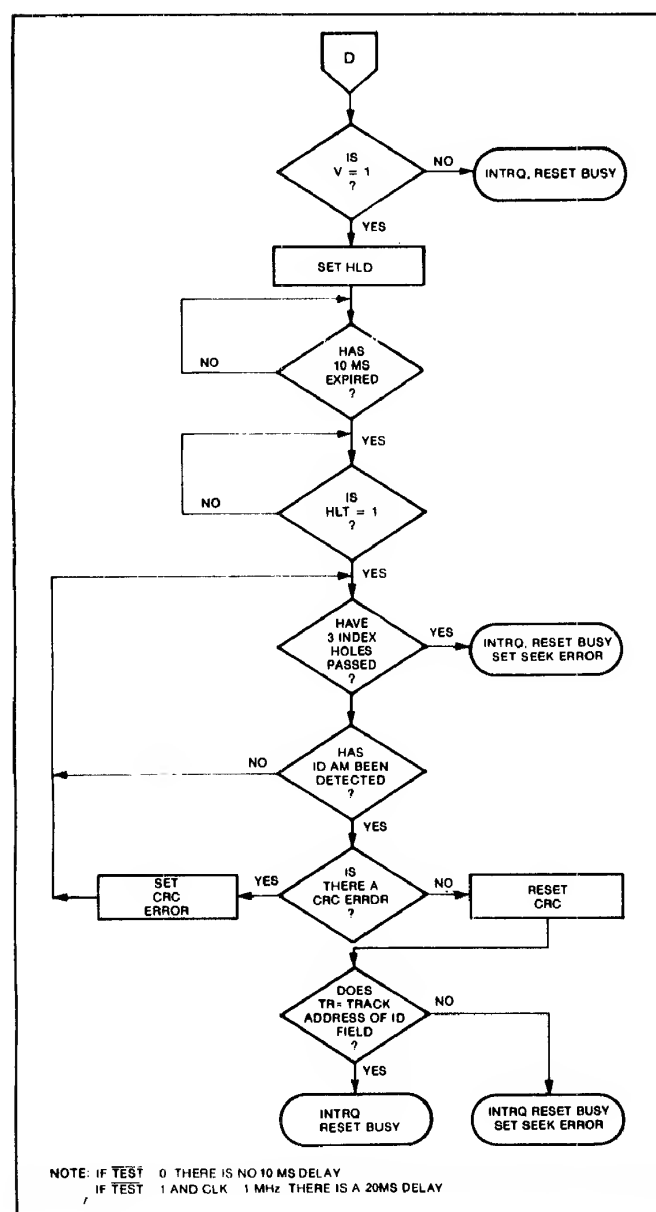 D
IS
V = 1
?
NO
INTRQ, RESET BUSY
YES
SET HLD
HAS
10 MS
EXPIRED
?
NO
YES
IS
HLT = 1
?
NO
YES
HAVE
3 INDEX
HOLES
PASSED
?
YES
INTRQ, RESET BUSY
SET SEEK ERROR
HAS
ID AM BEEN
DETECTED
?
NO
YES
IS
THERE A
CRC ERROR
?
YES
SET
CRC
ERROR
NO
RESET
CRC
DOES
TR= TRACK
ADDRESS OF ID
FIELD
?
NO
YES
INTRQ
RESET BUSY
INTRQ RESET BUSY
SET SEEK ERROR
NOTE: IF TEST 0 THERE IS NO 10 MS DELAY
IF TEST 1 AND CLK 1 MHz THERE IS A 20MS DELAY